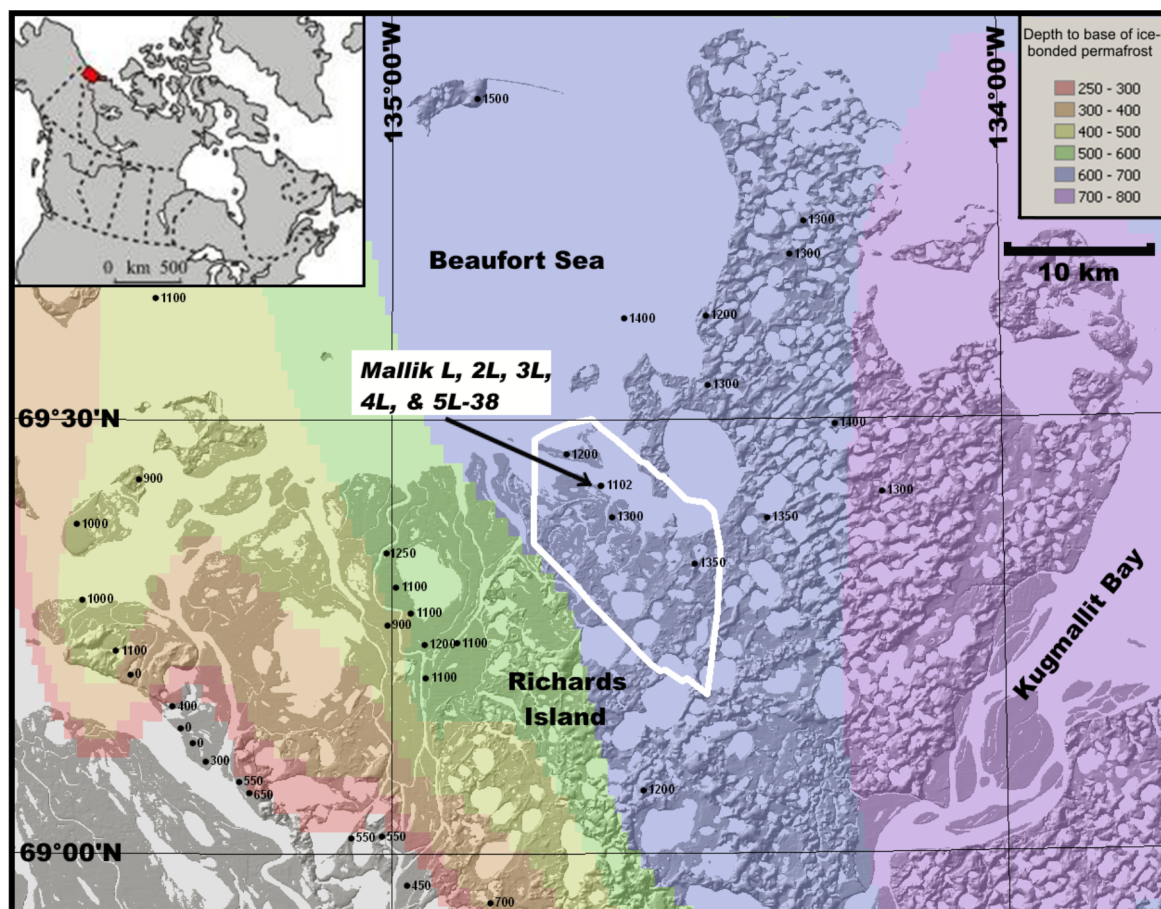 0 km 500
135°00'W
134°00'W
Depth to base of ice-
bonded permafrost
250 - 300
300 - 400
400 - 500
500 - 600
600 - 700
700 - 800
10 km
1500
Beaufort Sea
1300
1300
1100
1400
1200
Mallik L, 2L, 3L,
4L, & 5L-38
1300
69°30'N
1400
1200
900
1102
1300
1000
1300
1350
1250
1350
1100
1000
1100
900
1100
1200
1100
0
1100
Richards
Island
Kugmallit Bay
400
0
0
300
550
650
1200
550
550
69°00'N
450
700